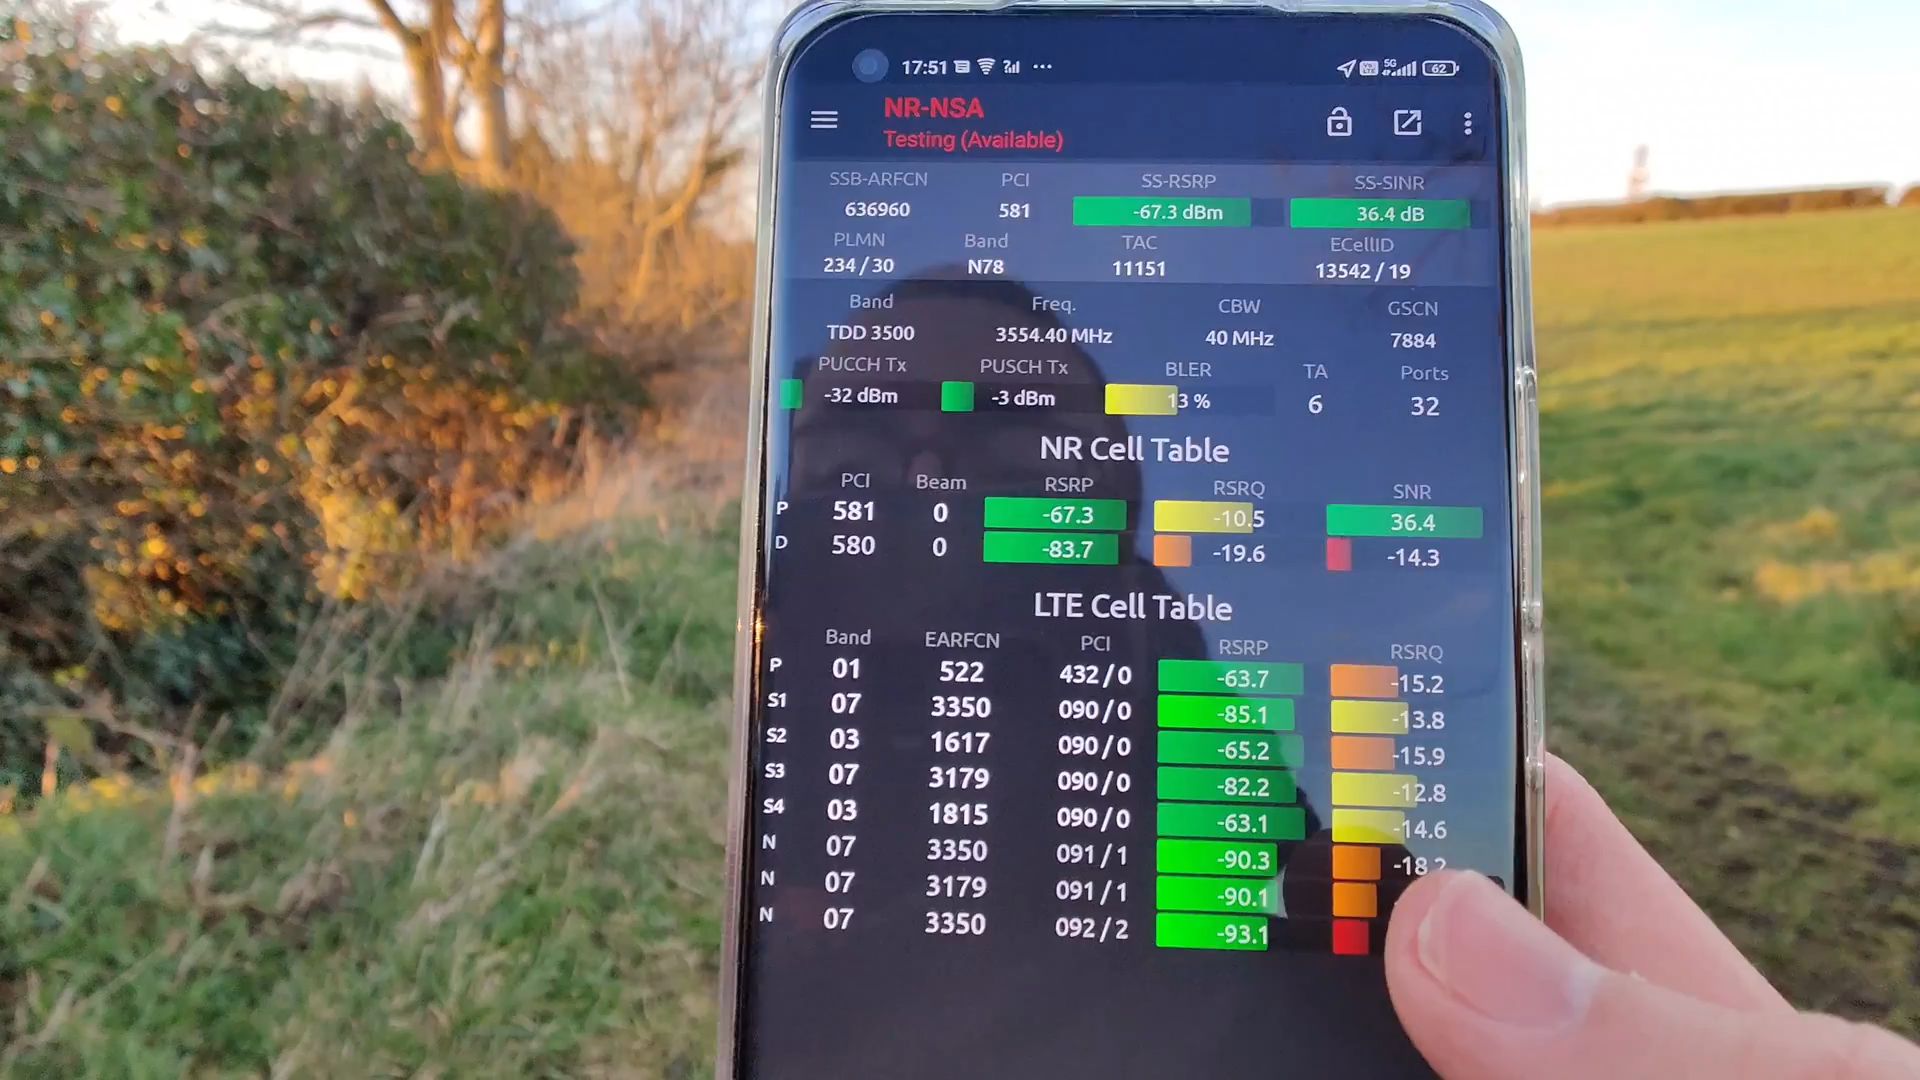 17:51 5G 62
NR-NSA
Testing (Available)
SSB-ARFCN PCI SS-RSRP SS-SINR
636960 581 -67.3 dBm 36.4 dB
PLMN Band TAC ECellID
234 / 30 N78 11151 13542 / 19
Band Freq. CBW GSCN
TDD 3500 3554.40 MHz 40 MHz 7884
PUCCH Tx PUSCH Tx BLER TA Ports
-32 dBm -3 dBm 13 % 6 32
NR Cell Table
PCI Beam RSRP RSRQ SNR
P 581 0 -67.3 -10.5 36.4
D 580 0 -83.7 -19.6 -14.3
LTE Cell Table
Band EARFCN PCI RSRP RSRQ
P 01 522 432 / 0 -63.7 -15.2
S1 07 3350 090 / 0 -85.1 -13.8
S2 03 1617 090 / 0 -65.2 -15.9
S3 07 3179 090 / 0 -82.2 -12.8
S4 03 1815 090 / 0 -63.1 -14.6
N 07 3350 091 / 1 -90.3 -18.2
N 07 3179 091 / 1 -90.1
N 07 3350 092 / 2 -93.1